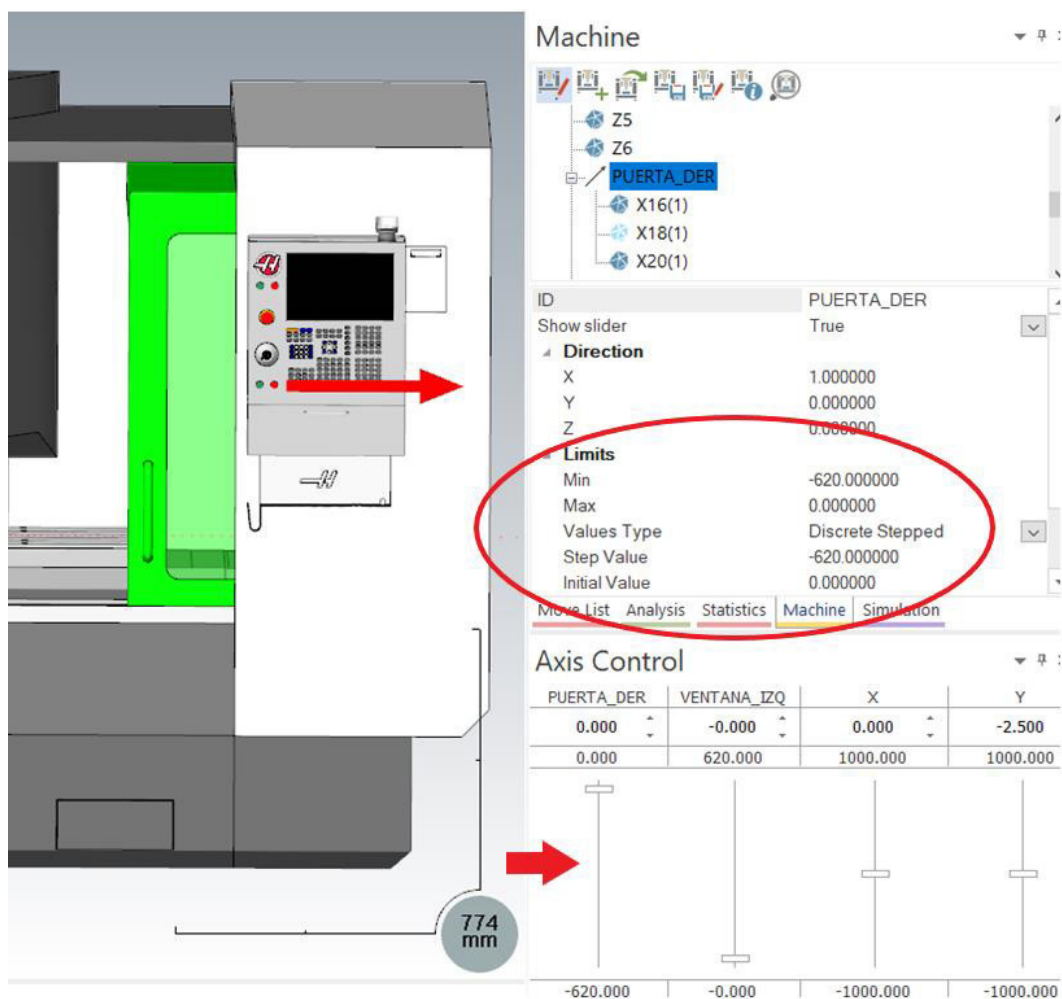 Machine
Z5
Z6
PUERTA_DER
X16(1)
X18(1)
X20(1)
ID PUERTA_DER
Show slider True
Direction
X 1.000000
Y 0.000000
Z 0.000000
Limits
Min -620.000000
Max 0.000000
Values Type Discrete Stepped
Step Value -620.000000
Initial Value 0.000000
Move List Analysis Statistics Machine Simulation
Axis Control
PUERTA_DER VENTANA_IZQ X Y
0.000 -0.000 0.000 -2.500
0.000 620.000 1000.000 1000.000
-620.000 -0.000 -1000.000 -1000.000
774
mm